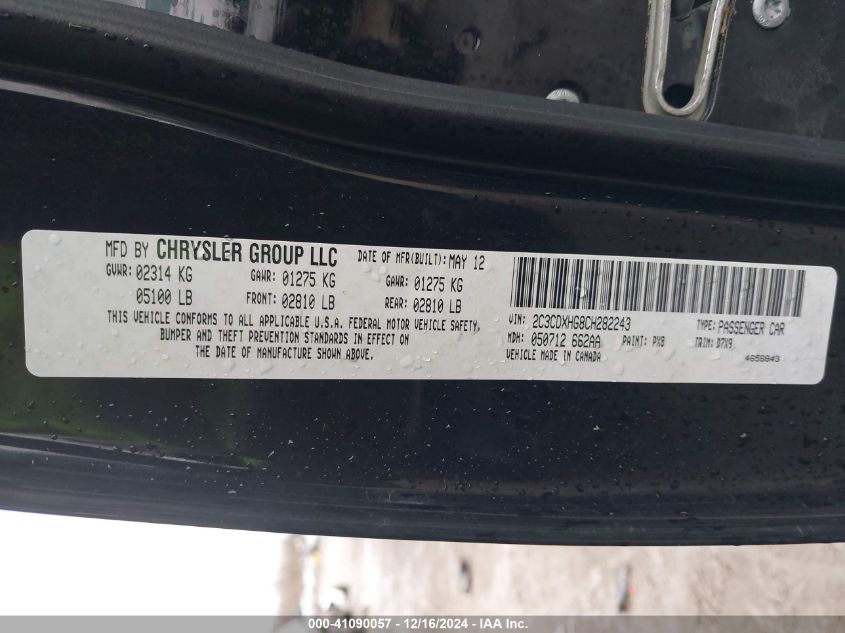 MFD BY CHRYSLER GROUP LLC DATE OF MFR(BUILT): MAY 12
GVWR: 02314 KG GAWR: 01275 KG GAWR: 01275 KG
05100 LB FRONT: 02810 LB REAR: 02810 LB
THIS VEHICLE CONFORMS TO ALL APPLICABLE U.S.A. FEDERAL MOTOR VEHICLE SAFETY,
BUMPER AND THEFT PREVENTION STANDARDS IN EFFECT ON
THE DATE OF MANUFACTURE SHOWN ABOVE.
VIN: 2C3CDXHG8CH282243 TYPE: PASSENGER CAR
MDH: 050712 662AA PAINT: PX8 TRIM: D7X9
VEHICLE MADE IN CANADA 4658843
000-41090057 - 12/16/2024 - IAA Inc.